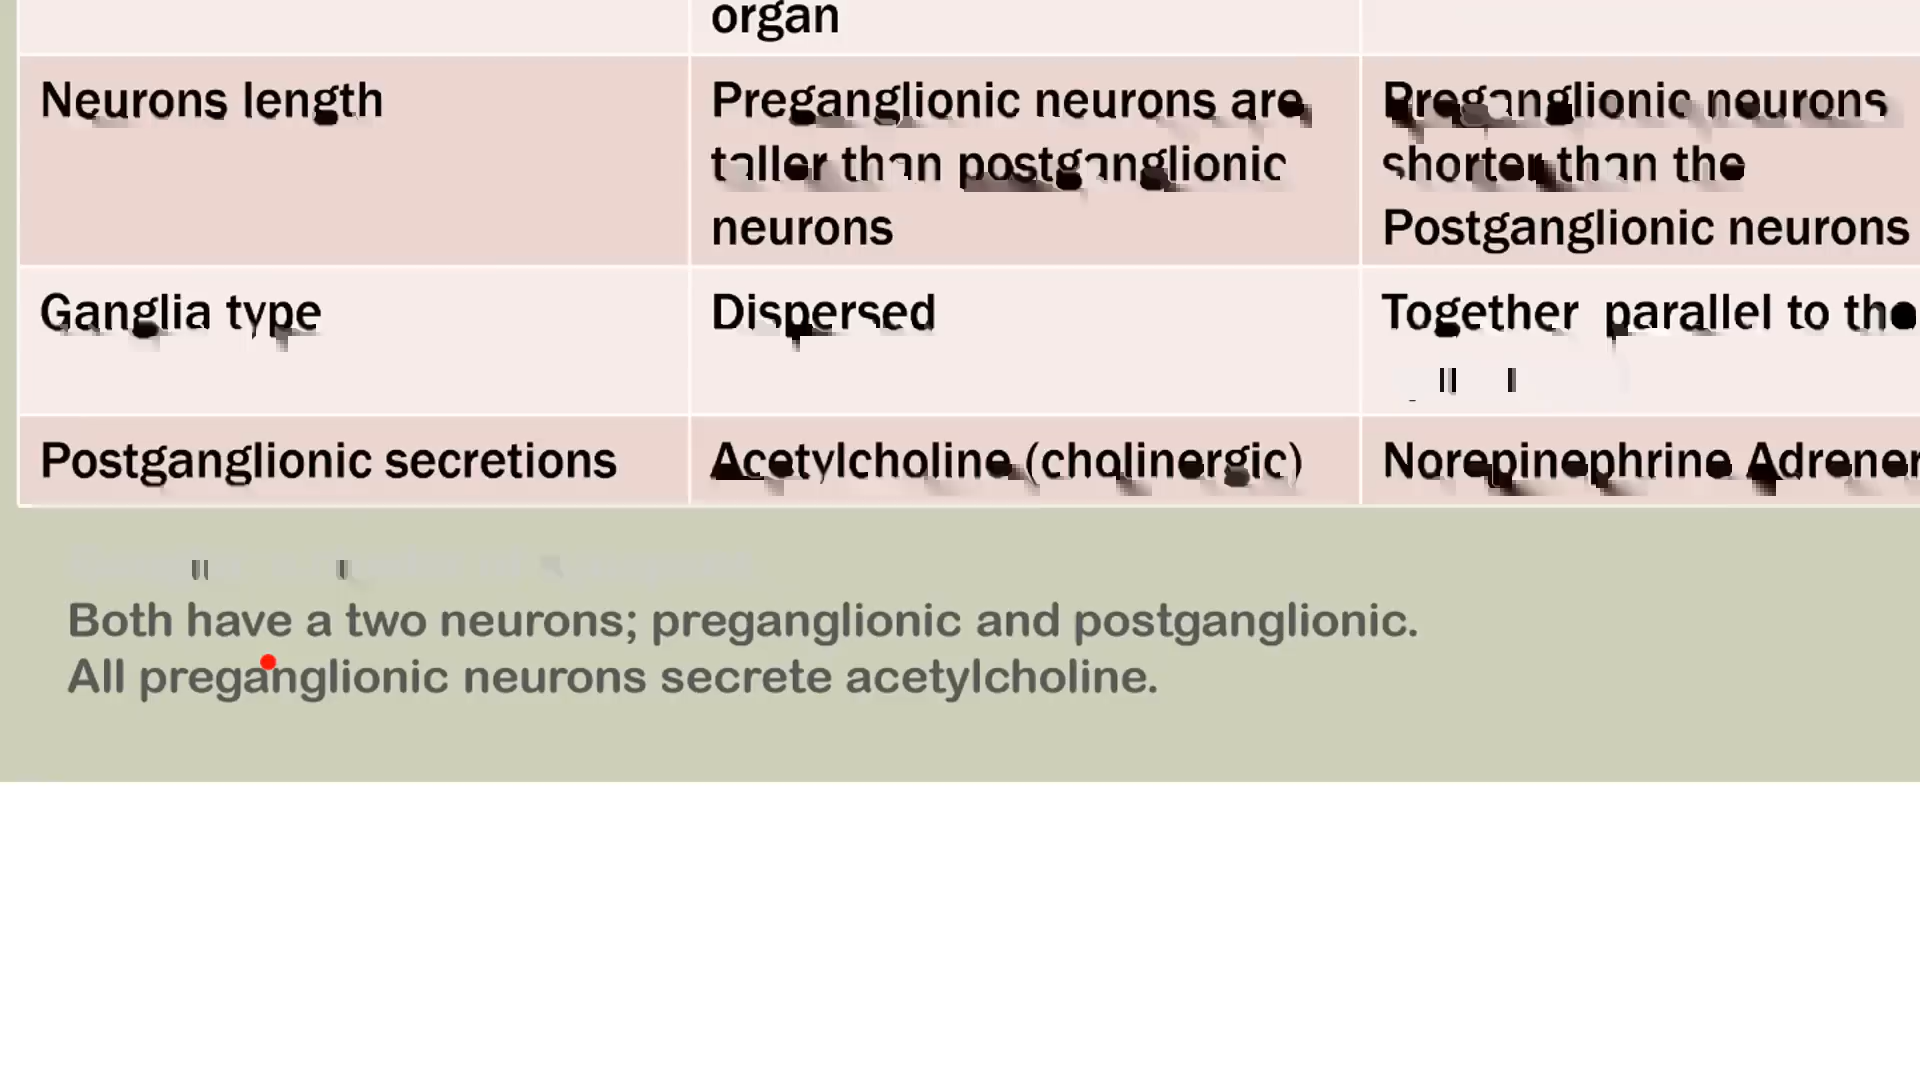 organ
Neurons length
Preganglionic neurons are
taller than postganglionic
neurons
Preganglionic neurons
shorter than the
Postganglionic neurons
Ganglia type
Dispersed
Together parallel to the
Postganglionic secretions
Acetylcholine (cholinergic)
Norepinephrine Adrener
Both have a two neurons; preganglionic and postganglionic.
All preganglionic neurons secrete acetylcholine.